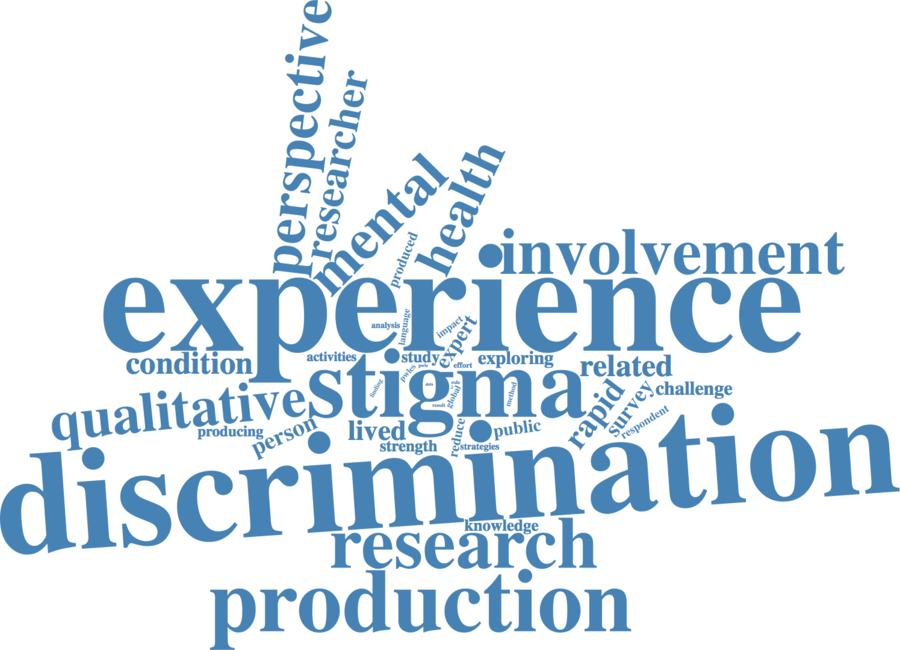 perspective
researcher
mental
health
produced
involvement
experience
analysis
language
impact
expert
condition
activities
study
effort
exploring
related
stigma
pwles
funding
data
global
method
result
rapid
survey
challenge
respondent
qualitative
producing
person
lived
strength
reduce
strategies
public
discrimination
knowledge
research
production